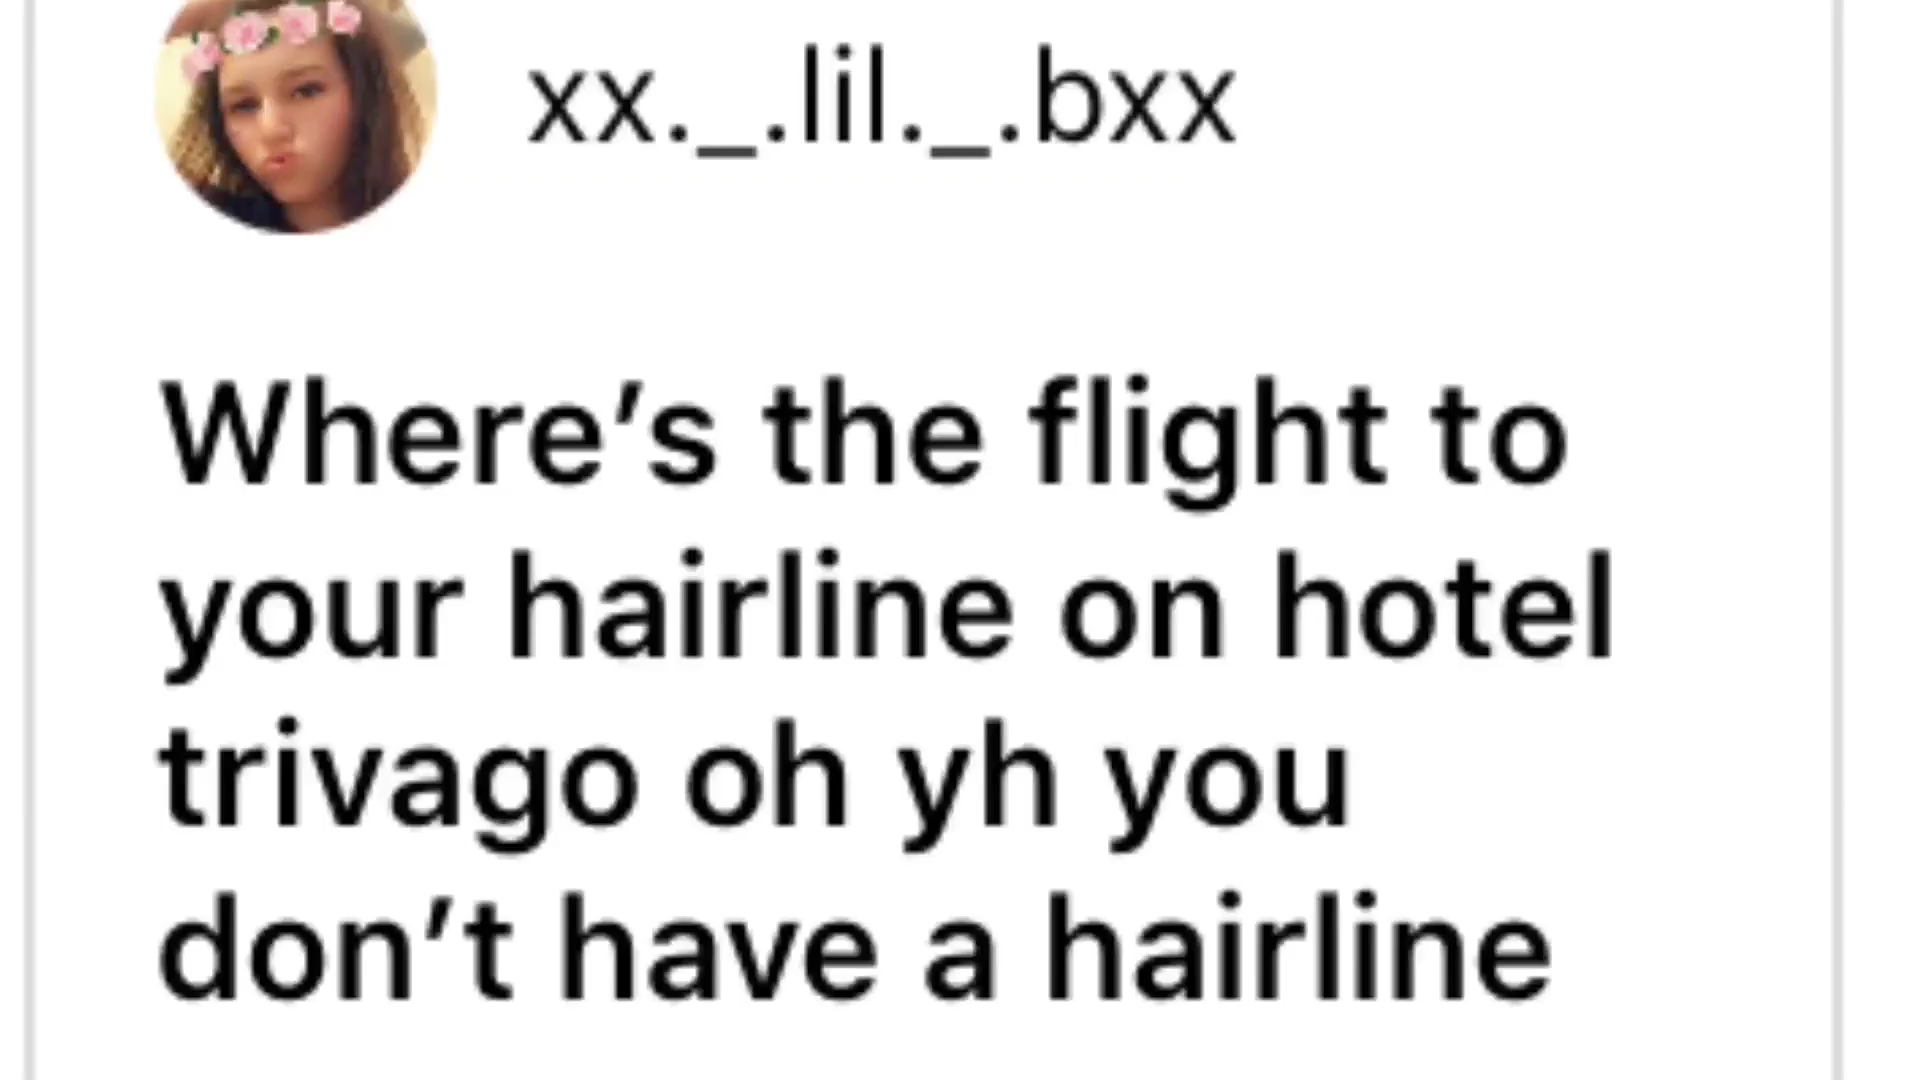 xx._.lil._.bxx
Where’s the flight to
your hairline on hotel
trivago oh yh you
don’t have a hairline